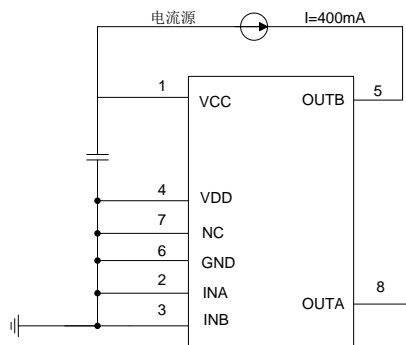 电流源 I=400mA
1 VCC OUTB 5
4 VDD
7 NC
6 GND
2 INA
3 INB
OUTA 8